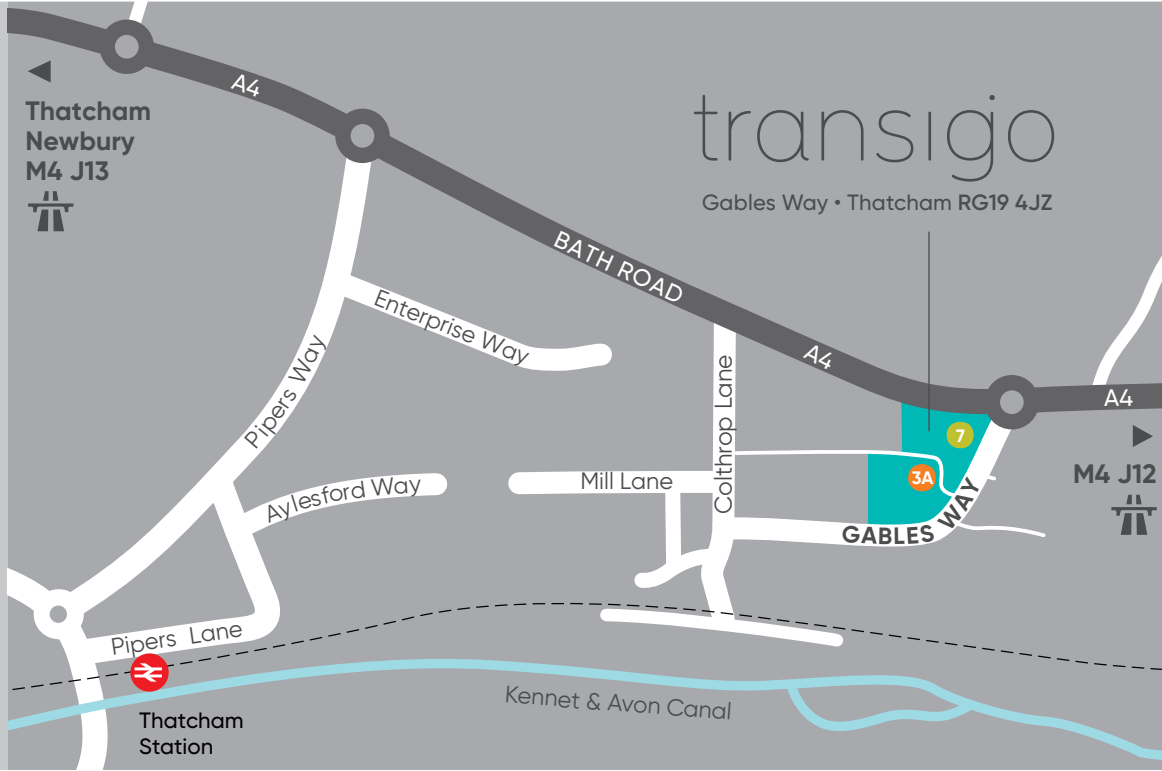 A4
Thatcham
Newbury
M4 J13
transigo
Gables Way • Thatcham RG19 4JZ
BATH ROAD
Enterprise Way
Pipers Way
A4
A4
Colthrop Lane
7
M4 J12
3A
Aylesford Way
Mill Lane
GABLES WAY
Pipers Lane
Kennet & Avon Canal
Thatcham
Station